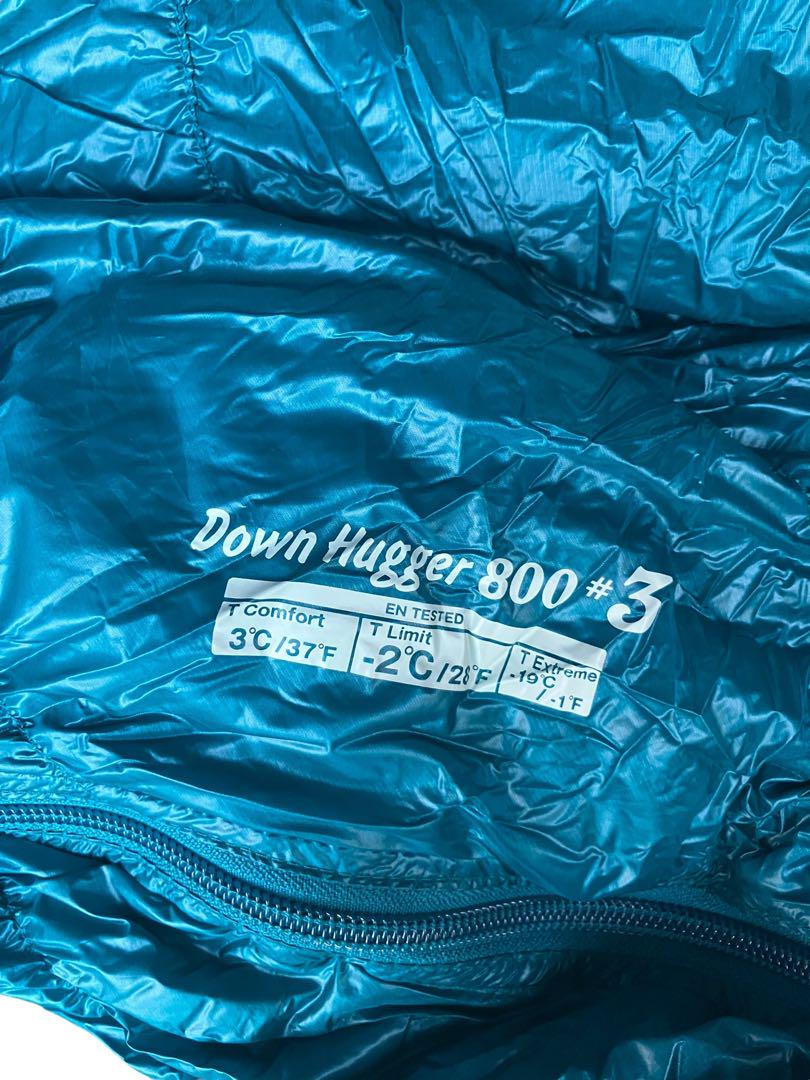 Down Hugger 800 #3
EN TESTED
T Comfort
3°C/37°F
T Limit
-2°C/28°F
T Extreme
-19°C
/-1°F